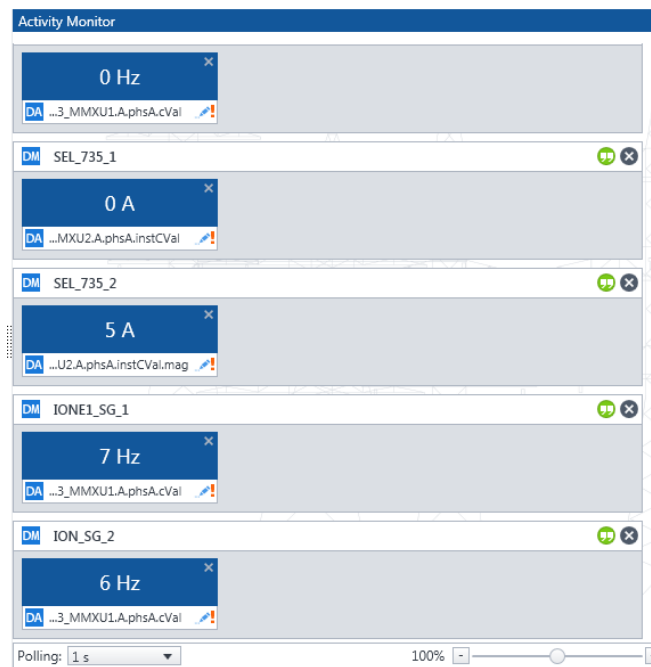 Activity Monitor
0 Hz
DA ...3_MMXU1.A.phsA.cVal
DM SEL_735_1
0 A
DA ...MXU2.A.phsA.instCVal
DM SEL_735_2
5 A
DA ...U2.A.phsA.instCVal.mag
DM IONE1_SG_1
7 Hz
DA ...3_MMXU1.A.phsA.cVal
DM ION_SG_2
6 Hz
DA ...3_MMXU1.A.phsA.cVal
Polling: 1 s 100% -